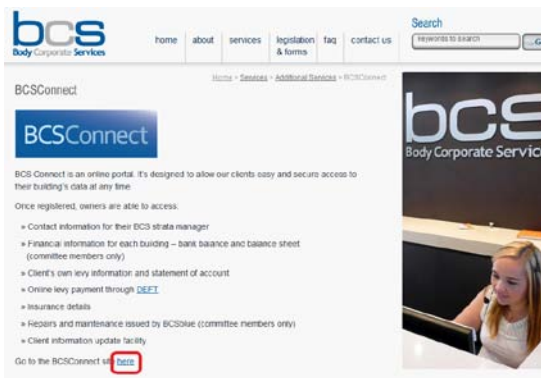 bcs
Body Corporate Services
home about services legislation & forms faq contact us
Search
keywords to search
Home > Services > Additional Services > BCSConnect
BCSConnect
BCSConnect
BCS Connect is an online portal. It's designed to allow our clients easy and secure access to
their building's data at any time
Once registered, owners are able to access:
» Contact information for their BCS strata manager
» Financial information for each building – bank balance and balance sheet
(committee members only)
» Client's own levy information and statement of account
» Online levy payment through DEFT
» Insurance details
» Repairs and maintenance issued by BCSblue (committee members only)
» Client information update facility
Go to the BCSConnect site here
bcs
Body Corporate Servic